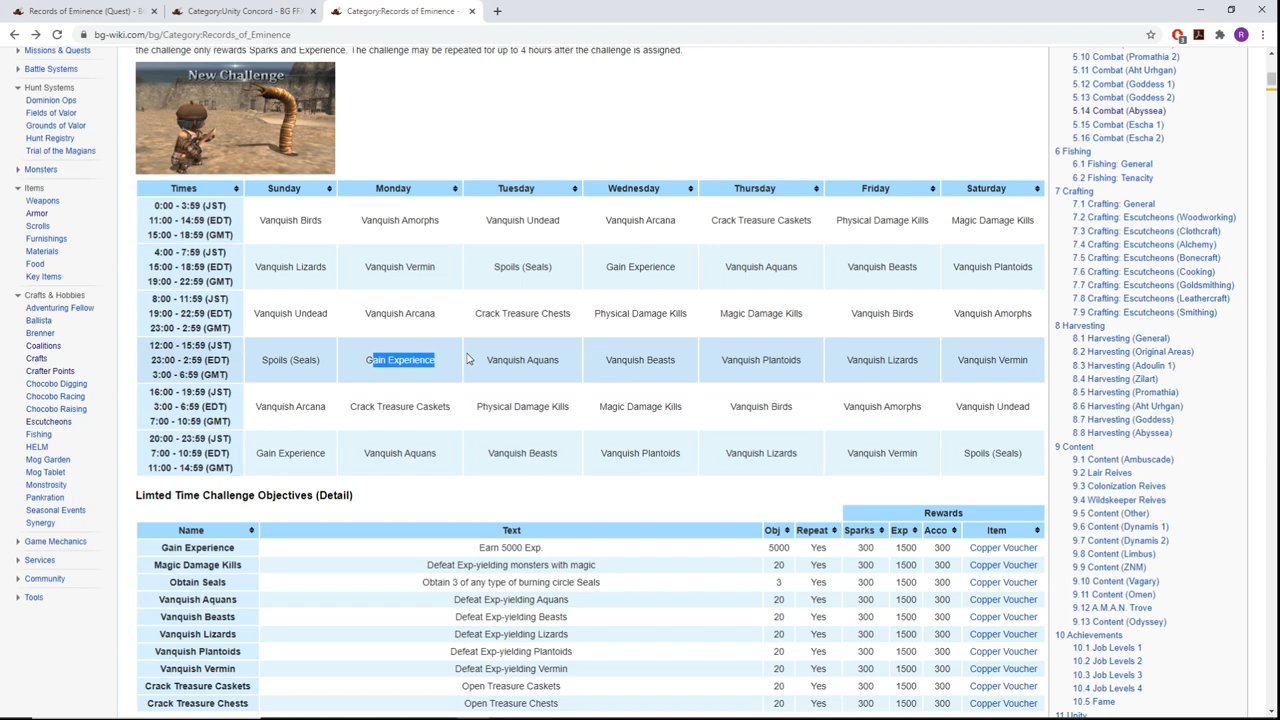 Records of Eminence (Quest) - BG
Category:Unity Concord - BG FFX
Category:Records of Eminence -
bg-wiki.com/bg/Category:Records_of_Eminence
3
R
Missions & Quests
Battle Systems
Hunt Systems
Dominion Ops
Fields of Valor
Grounds of Valor
Hunt Registry
Trial of the Magians
Monsters
Items
Weapons
Armor
Scrolls
Furnishings
Materials
Food
Key Items
Crafts & Hobbies
Adventuring Fellow
Ballista
Brenner
Coalitions
Crafts
Crafter Points
Chocobo Digging
Chocobo Racing
Chocobo Raising
Escutcheons
Fishing
HELM
Mog Garden
Mog Tablet
Monstrosity
Pankration
Seasonal Events
Synergy
Game Mechanics
Services
Community
Tools
the challenge only rewards Sparks and Experience. The challenge may be repeated for up to 4 hours after the challenge is assigned.
New Challenge
Times Sunday Monday Tuesday Wednesday Thursday Friday Saturday
0:00 - 3:59 (JST)
11:00 - 14:59 (EDT) Vanquish Birds Vanquish Amorphs Vanquish Undead Vanquish Arcana Crack Treasure Caskets Physical Damage Kills Magic Damage Kills
15:00 - 18:59 (GMT)
4:00 - 7:59 (JST)
15:00 - 18:59 (EDT) Vanquish Lizards Vanquish Vermin Spoils (Seals) Gain Experience Vanquish Aquans Vanquish Beasts Vanquish Plantoids
19:00 - 22:59 (GMT)
8:00 - 11:59 (JST)
19:00 - 22:59 (EDT) Vanquish Undead Vanquish Arcana Crack Treasure Chests Physical Damage Kills Magic Damage Kills Vanquish Birds Vanquish Amorphs
23:00 - 2:59 (GMT)
12:00 - 15:59 (JST)
23:00 - 2:59 (EDT) Spoils (Seals) Gain Experience Vanquish Aquans Vanquish Beasts Vanquish Plantoids Vanquish Lizards Vanquish Vermin
3:00 - 6:59 (GMT)
16:00 - 19:59 (JST)
3:00 - 6:59 (EDT) Vanquish Arcana Crack Treasure Caskets Physical Damage Kills Magic Damage Kills Vanquish Birds Vanquish Amorphs Vanquish Undead
7:00 - 10:59 (GMT)
20:00 - 23:59 (JST)
7:00 - 10:59 (EDT) Gain Experience Vanquish Aquans Vanquish Beasts Vanquish Plantoids Vanquish Lizards Vanquish Vermin Spoils (Seals)
11:00 - 14:59 (GMT)
Limted Time Challenge Objectives (Detail)
Rewards
Name Text Obj Repeat Sparks Exp Acco Item
Gain Experience Earn 5000 Exp. 5000 Yes 300 1500 300 Copper Voucher
Magic Damage Kills Defeat Exp-yielding monsters with magic 20 Yes 300 1500 300 Copper Voucher
Obtain Seals Obtain 3 of any type of burning circle Seals 3 Yes 300 1500 300 Copper Voucher
Vanquish Aquans Defeat Exp-yielding Aquans 20 Yes 300 1500 300 Copper Voucher
Vanquish Beasts Defeat Exp-yielding Beasts 20 Yes 300 1500 300 Copper Voucher
Vanquish Lizards Defeat Exp-yielding Lizards 20 Yes 300 1500 300 Copper Voucher
Vanquish Plantoids Defeat Exp-yielding Plantoids 20 Yes 300 1500 300 Copper Voucher
Vanquish Vermin Defeat Exp-yielding Vermin 20 Yes 300 1500 300 Copper Voucher
Crack Treasure Caskets Open Treasure Caskets 20 Yes 300 1500 300 Copper Voucher
Crack Treasure Chests Open Treasure Chests 20 Yes 300 1500 300 Copper Voucher
5.10 Combat (Promathia 2)
5.11 Combat (Aht Urhgan)
5.12 Combat (Goddess 1)
5.13 Combat (Goddess 2)
5.14 Combat (Abyssea)
5.15 Combat (Escha 1)
5.16 Combat (Escha 2)
6 Fishing
6.1 Fishing: General
6.2 Fishing: Tenacity
7 Crafting
7.1 Crafting: General
7.2 Crafting: Escutcheons (Woodworking)
7.3 Crafting: Escutcheons (Clothcraft)
7.4 Crafting: Escutcheons (Alchemy)
7.5 Crafting: Escutcheons (Bonecraft)
7.6 Crafting: Escutcheons (Cooking)
7.7 Crafting: Escutcheons (Goldsmithing)
7.8 Crafting: Escutcheons (Leathercraft)
7.9 Crafting: Escutcheons (Smithing)
8 Harvesting
8.1 Harvesting (General)
8.2 Harvesting (Original Areas)
8.3 Harvesting (Adoulin 1)
8.4 Harvesting (Zilart)
8.5 Harvesting (Promathia)
8.6 Harvesting (Aht Urhgan)
8.7 Harvesting (Goddess)
8.8 Harvesting (Abyssea)
9 Content
9.1 Content (Ambuscade)
9.2 Lair Reives
9.3 Colonization Reives
9.4 Wildskeeper Reives
9.5 Content (Other)
9.6 Content (Dynamis 1)
9.7 Content (Dynamis 2)
9.8 Content (Limbus)
9.9 Content (ZNM)
9.10 Content (Vagary)
9.11 Content (Omen)
9.12 A.M.A.N. Trove
9.13 Content (Odyssey)
10 Achievements
10.1 Job Levels 1
10.2 Job Levels 2
10.3 Job Levels 3
10.4 Job Levels 4
10.5 Fame
11 Unity